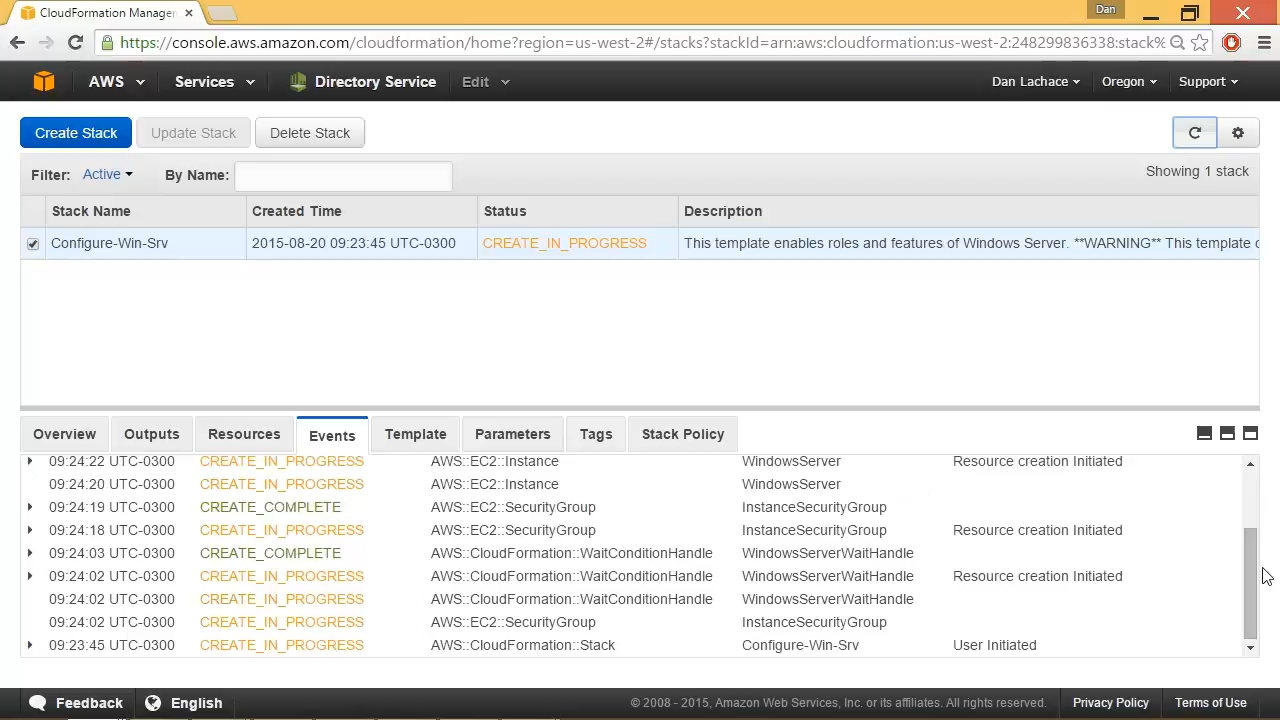 CloudFormation Manager
Dan
https://console.aws.amazon.com/cloudformation/home?region=us-west-2#/stacks?stackId=arn:aws:cloudformation:us-west-2:248299836338:stack%
AWS Services Directory Service Edit Dan Lachace Oregon Support
Create Stack Update Stack Delete Stack
Filter: Active By Name: Showing 1 stack
Stack Name Created Time Status Description
Configure-Win-Srv 2015-08-20 09:23:45 UTC-0300 CREATE_IN_PROGRESS This template enables roles and features of Windows Server. **WARNING** This template
Overview Outputs Resources Events Template Parameters Tags Stack Policy
09:24:22 UTC-0300 CREATE_IN_PROGRESS AWS::EC2::Instance WindowsServer Resource creation Initiated
09:24:20 UTC-0300 CREATE_IN_PROGRESS AWS::EC2::Instance WindowsServer
09:24:19 UTC-0300 CREATE_COMPLETE AWS::EC2::SecurityGroup InstanceSecurityGroup
09:24:18 UTC-0300 CREATE_IN_PROGRESS AWS::EC2::SecurityGroup InstanceSecurityGroup Resource creation Initiated
09:24:03 UTC-0300 CREATE_COMPLETE AWS::CloudFormation::WaitConditionHandle WindowsServerWaitHandle
09:24:02 UTC-0300 CREATE_IN_PROGRESS AWS::CloudFormation::WaitConditionHandle WindowsServerWaitHandle Resource creation Initiated
09:24:02 UTC-0300 CREATE_IN_PROGRESS AWS::CloudFormation::WaitConditionHandle WindowsServerWaitHandle
09:24:02 UTC-0300 CREATE_IN_PROGRESS AWS::EC2::SecurityGroup InstanceSecurityGroup
09:23:45 UTC-0300 CREATE_IN_PROGRESS AWS::CloudFormation::Stack Configure-Win-Srv User Initiated
Feedback English © 2008 - 2015, Amazon Web Services, Inc. or its affiliates. All rights reserved. Privacy Policy Terms of Use